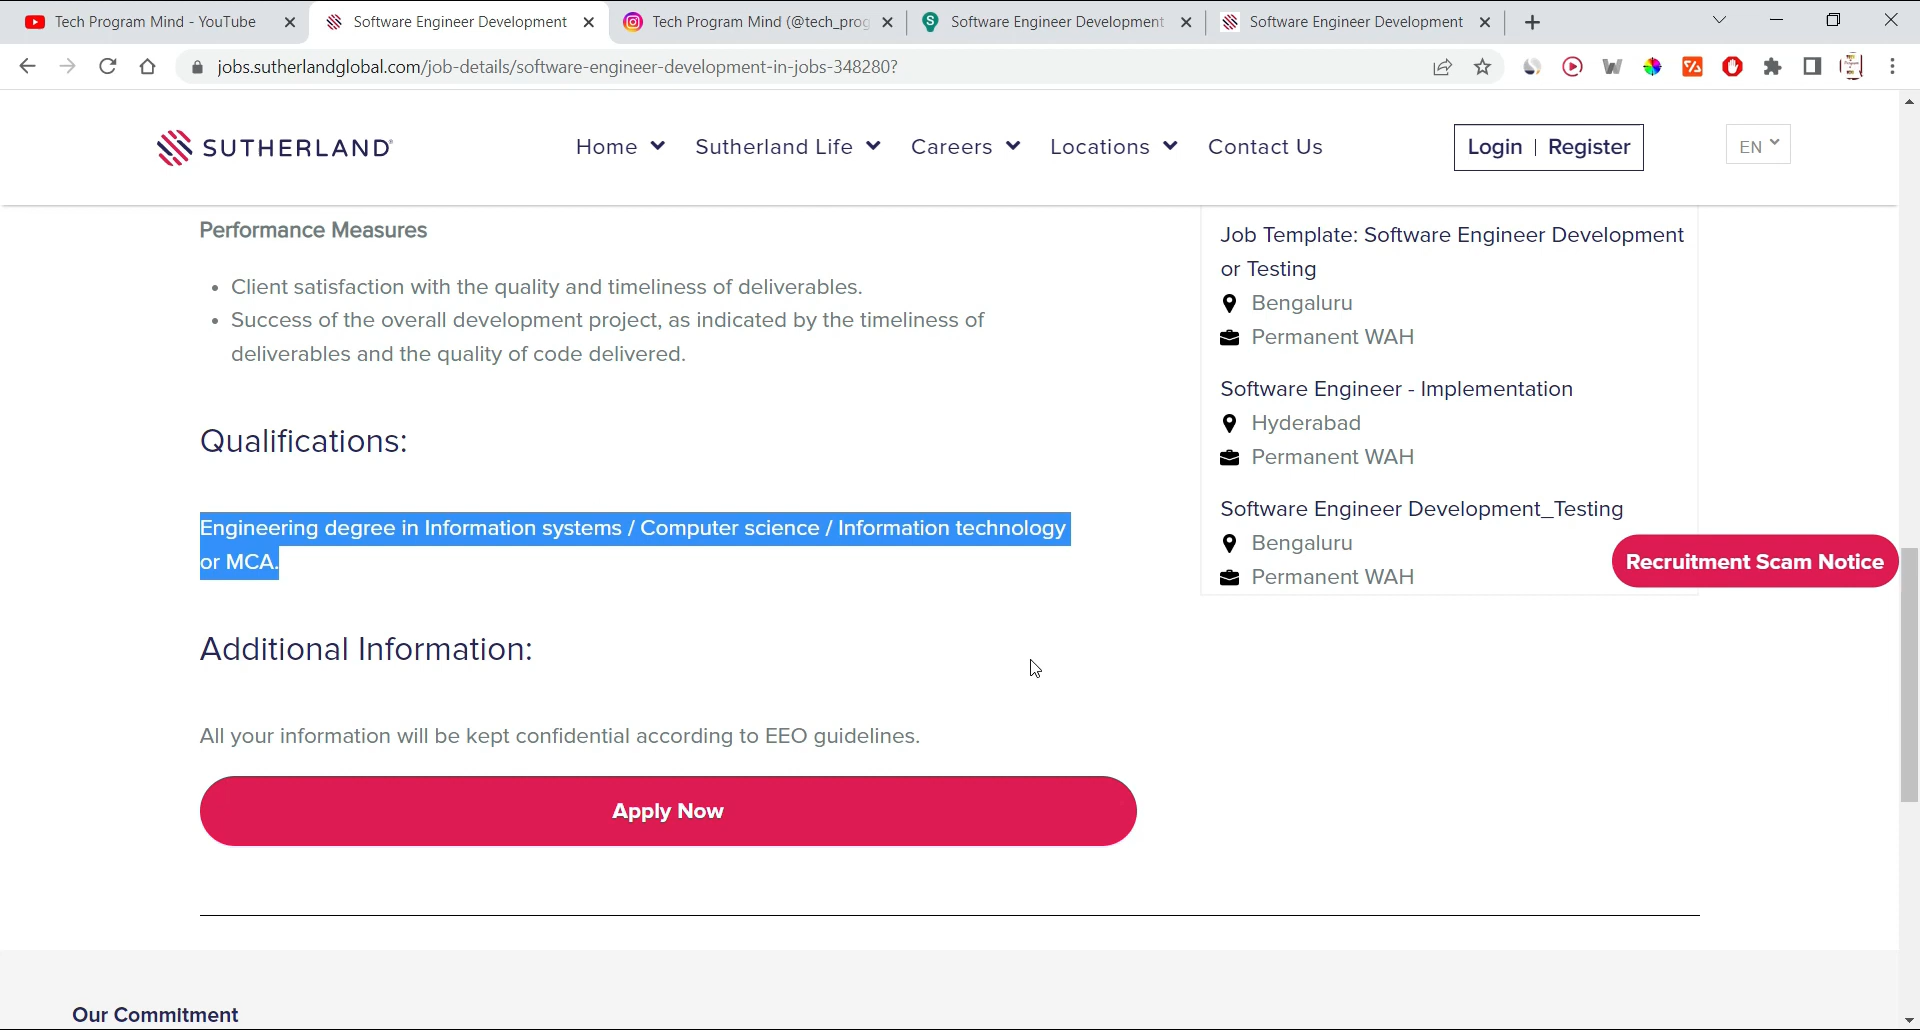 Tech Program Mind - YouTube
Software Engineer Development
Tech Program Mind (@tech_prog
Software Engineer Development
Software Engineer Development
jobs.sutherlandglobal.com/job-details/software-engineer-development-in-jobs-348280?
SUTHERLAND
Home
Sutherland Life
Careers
Locations
Contact Us
Login | Register
EN
Performance Measures
• Client satisfaction with the quality and timeliness of deliverables.
• Success of the overall development project, as indicated by the timeliness of
deliverables and the quality of code delivered.
Qualifications:
Engineering degree in Information systems / Computer science / Information technology
or MCA.
Additional Information:
All your information will be kept confidential according to EEO guidelines.
Apply Now
Job Template: Software Engineer Development
or Testing
Bengaluru
Permanent WAH
Software Engineer - Implementation
Hyderabad
Permanent WAH
Software Engineer Development_Testing
Bengaluru
Permanent WAH
Recruitment Scam Notice
Our Commitment